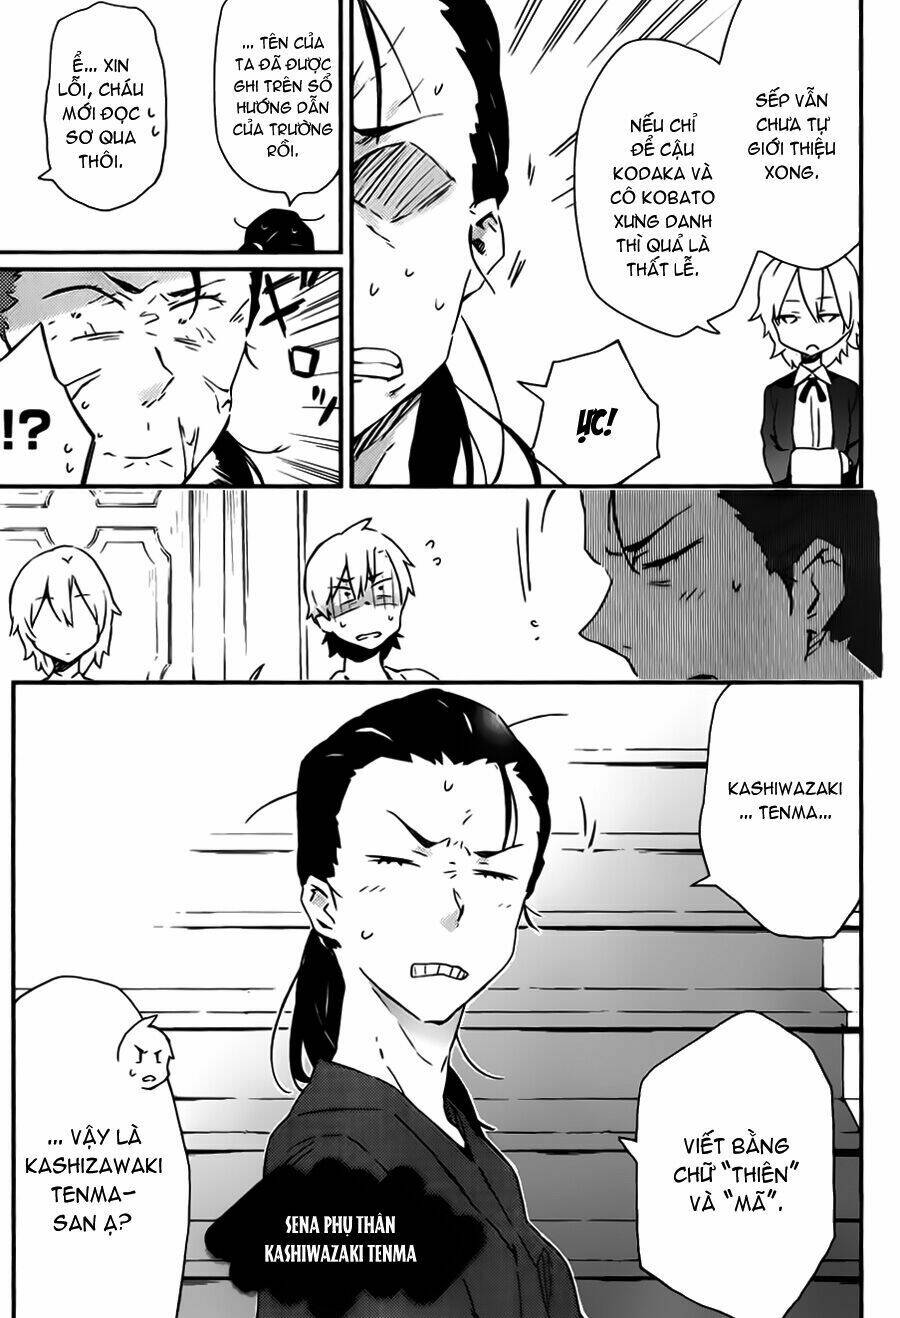 SẾP VẪN
CHƯA TỰ
GIỚI THIỆU
XONG.
NẾU CHỈ
ĐỂ CẬU
KODAKA VÀ
CÔ KOBATO
XƯNG DANH
THÌ QUẢ LÀ
THẤT LỄ.
ỰC!
... TÊN CỦA
TA ĐÃ ĐƯỢC
GHI TRÊN SỔ
HƯỚNG DẪN
CỦA TRƯỜNG
RỒI.
Ể... XIN
LỖI, CHÁU
MỚI ĐỌC
SƠ QUA
THÔI.
!?
KASHIWAZAKI
... TENMA...
VIẾT BẰNG
CHỮ "THIÊN"
VÀ "MÃ".
... VẬY LÀ
KASHIZAWAKI
TENMA-
SAN Ạ?
SENA PHỤ THÂN
KASHIWAZAKI TENMA